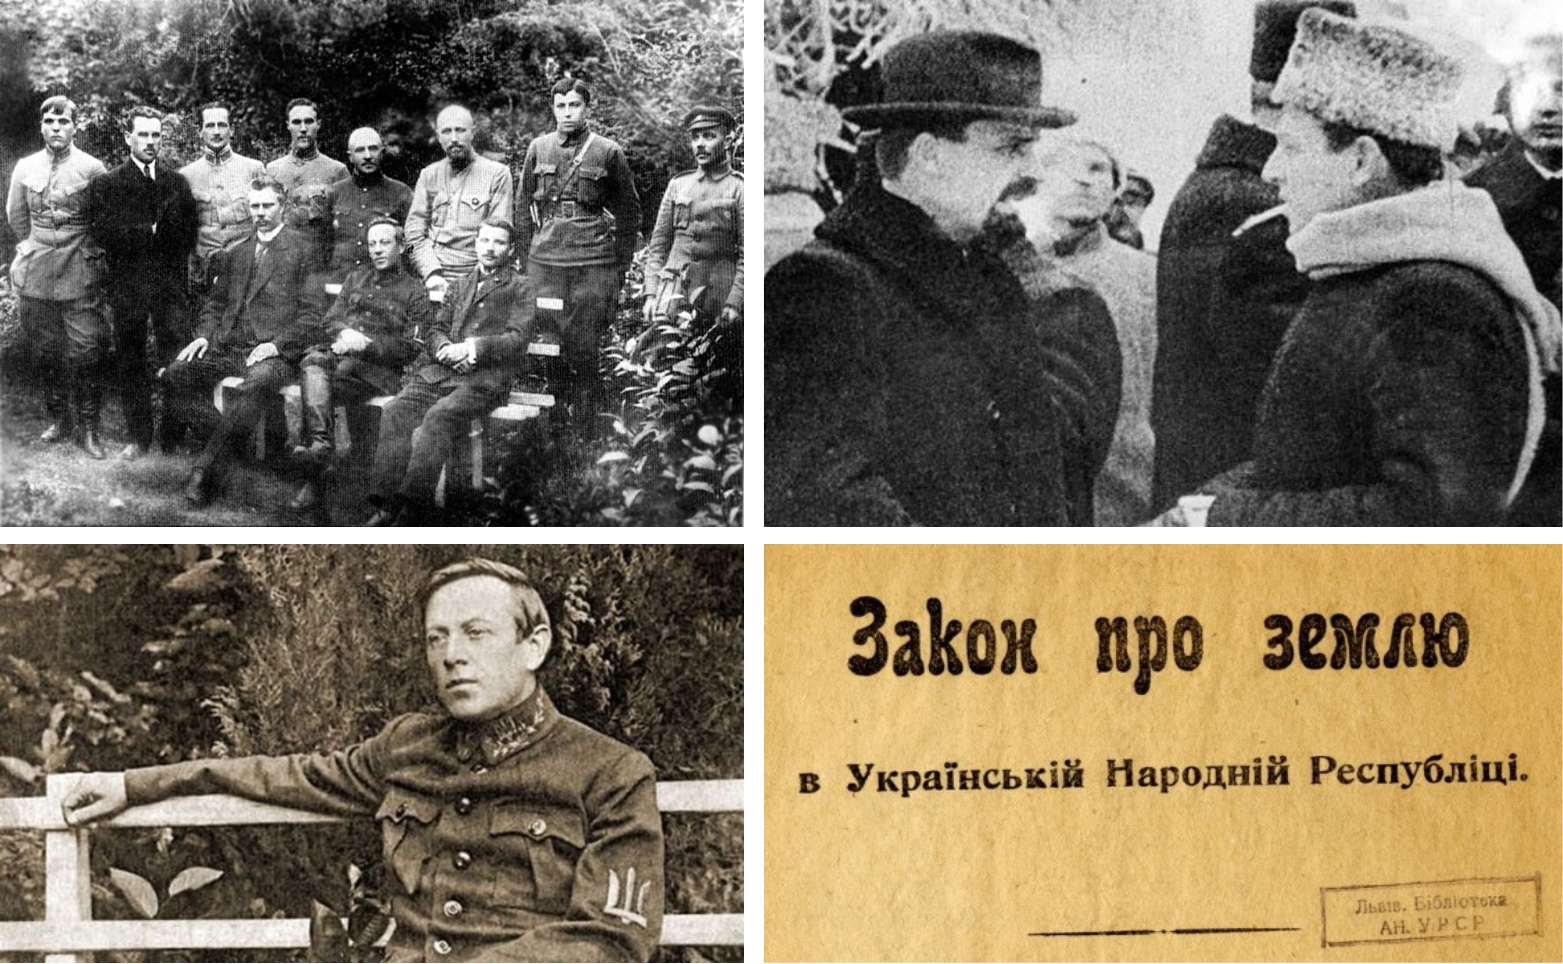 Закон про землю
в Українській Народній Республіці.
Львів. Бібліотека
АН. УРСР